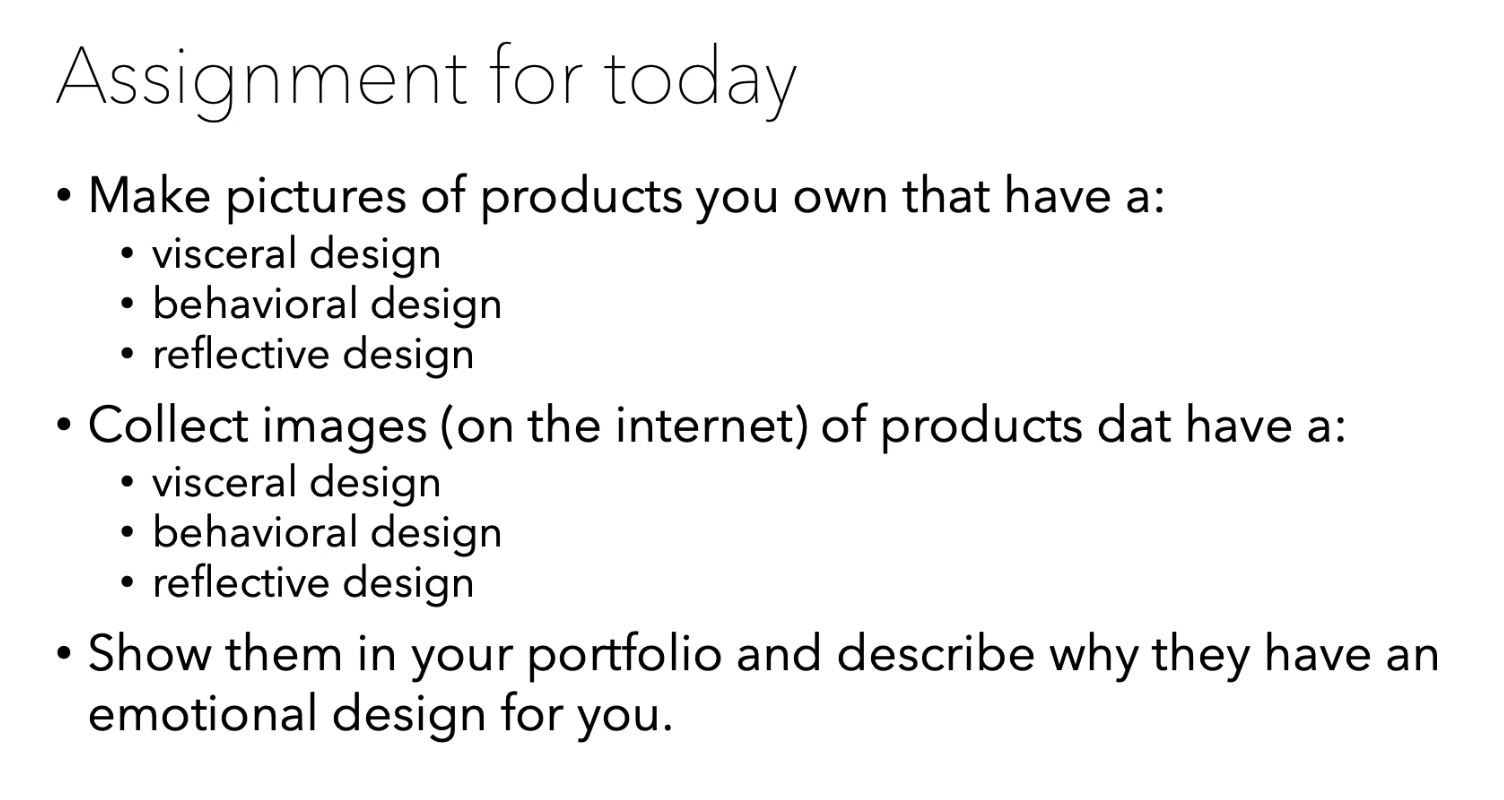 Assignment for today
• Make pictures of products you own that have a:
• visceral design
• behavioral design
• reflective design
• Collect images (on the internet) of products dat have a:
• visceral design
• behavioral design
• reflective design
• Show them in your portfolio and describe why they have an
emotional design for you.